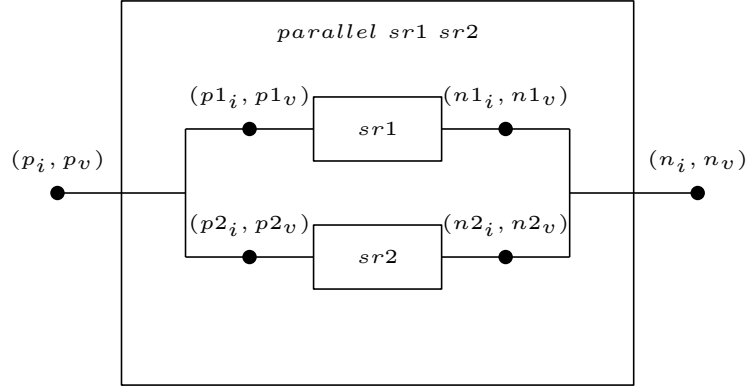 parallel sr1 sr2
(p1_i, p1_v) (n1_i, n1_v)
sr1
(p_i, p_v) (n_i, n_v)
(p2_i, p2_v) (n2_i, n2_v)
sr2